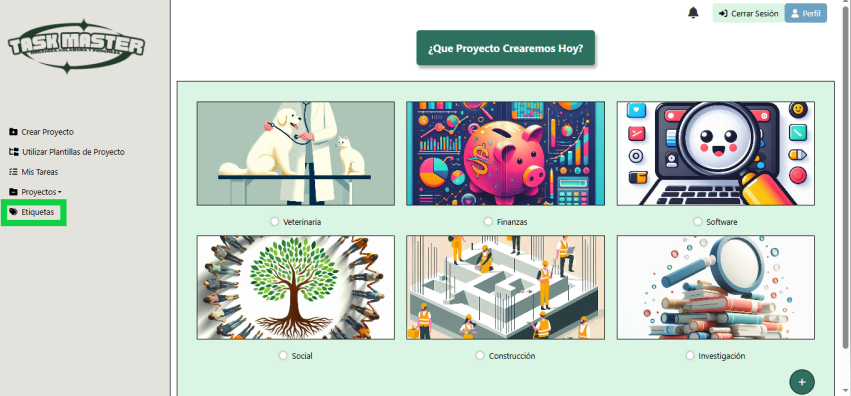 TASK MASTER
Cerrar Sesión
Perfil
¿Que Proyecto Crearemos Hoy?
Crear Proyecto
Utilizar Plantillas de Proyecto
Mis Tareas
Proyectos
Etiquetas
Veterinaria
Finanzas
Software
Social
Construcción
Investigación